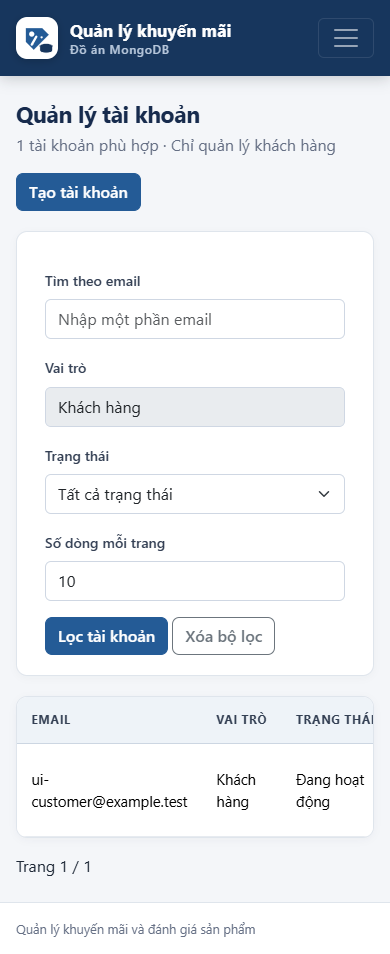 Quản lý khuyến mãi
Đồ án MongoDB
Quản lý tài khoản
1 tài khoản phù hợp · Chỉ quản lý khách hàng
Tạo tài khoản
Tìm theo email
Nhập một phần email
Vai trò
Khách hàng
Trạng thái
Tất cả trạng thái
Số dòng mỗi trang
10
Lọc tài khoản Xóa bộ lọc
EMAIL VAI TRÒ TRẠNG THÁI
ui- Khách Đang hoạt
customer@example.test hàng động
Trang 1 / 1
Quản lý khuyến mãi và đánh giá sản phẩm